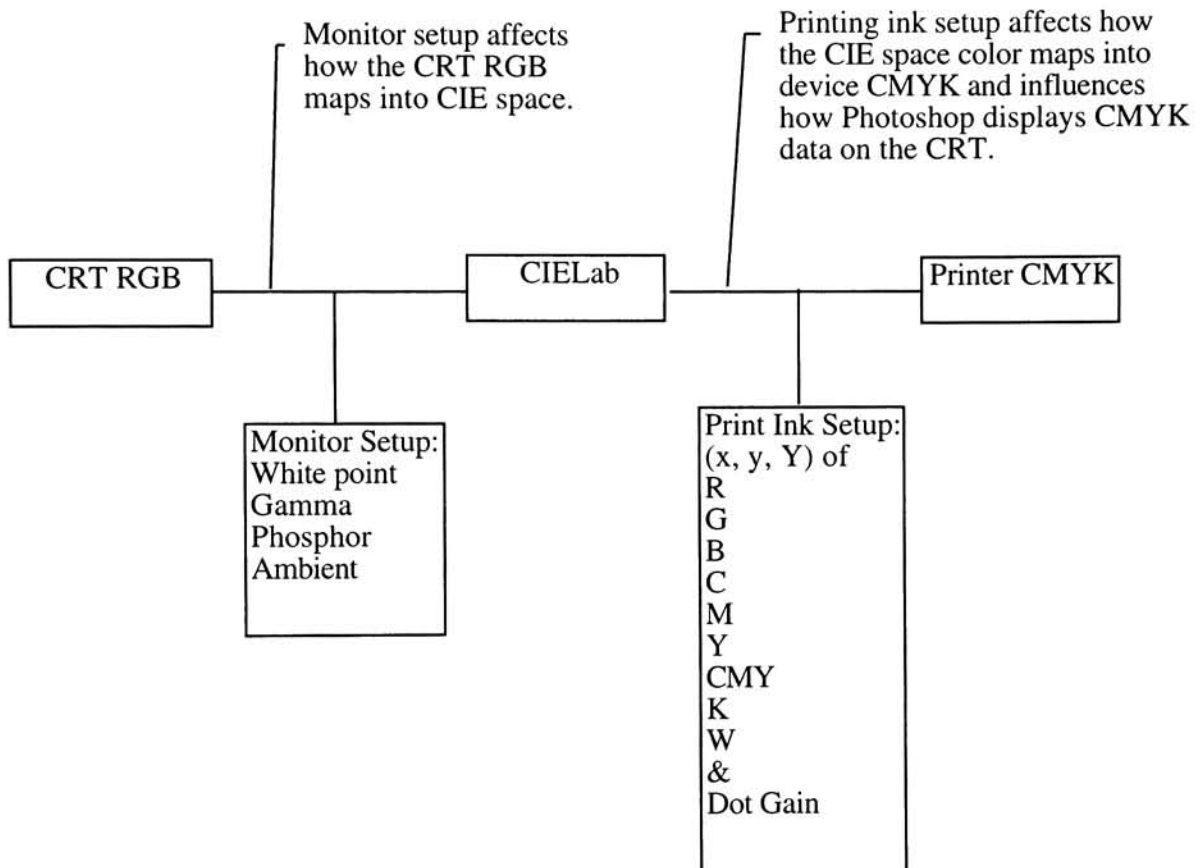 Monitor setup affects
how the CRT RGB
maps into CIE space.
Printing ink setup affects how
the CIE space color maps into
device CMYK and influences
how Photoshop displays CMYK
data on the CRT.
CRT RGB
CIELab
Printer CMYK
Monitor Setup:
White point
Gamma
Phosphor
Ambient
Print Ink Setup:
(x, y, Y) of
R
G
B
C
M
Y
CMY
K
W
&
Dot Gain